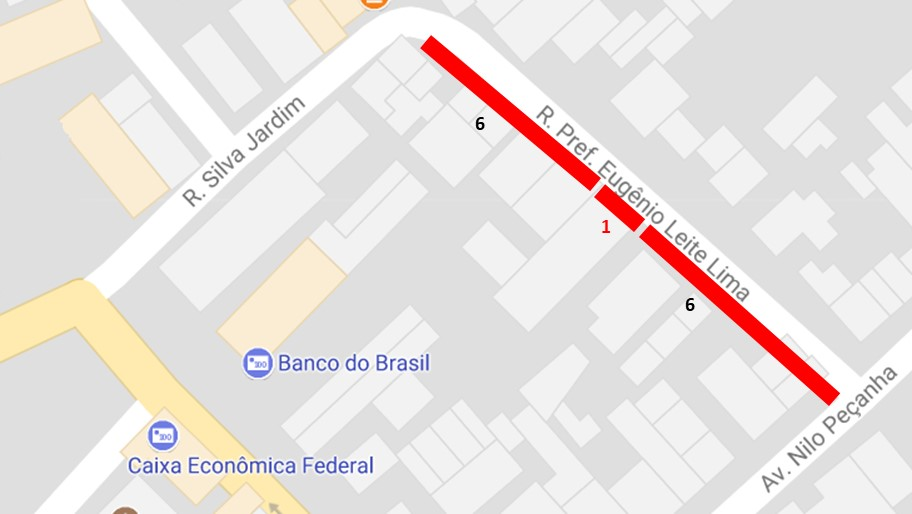 R. Silva Jardim
6
R. Pref. Eugênio Leite Lima
1
6
Banco do Brasil
Av. Nilo Peçanha
Caixa Econômica Federal